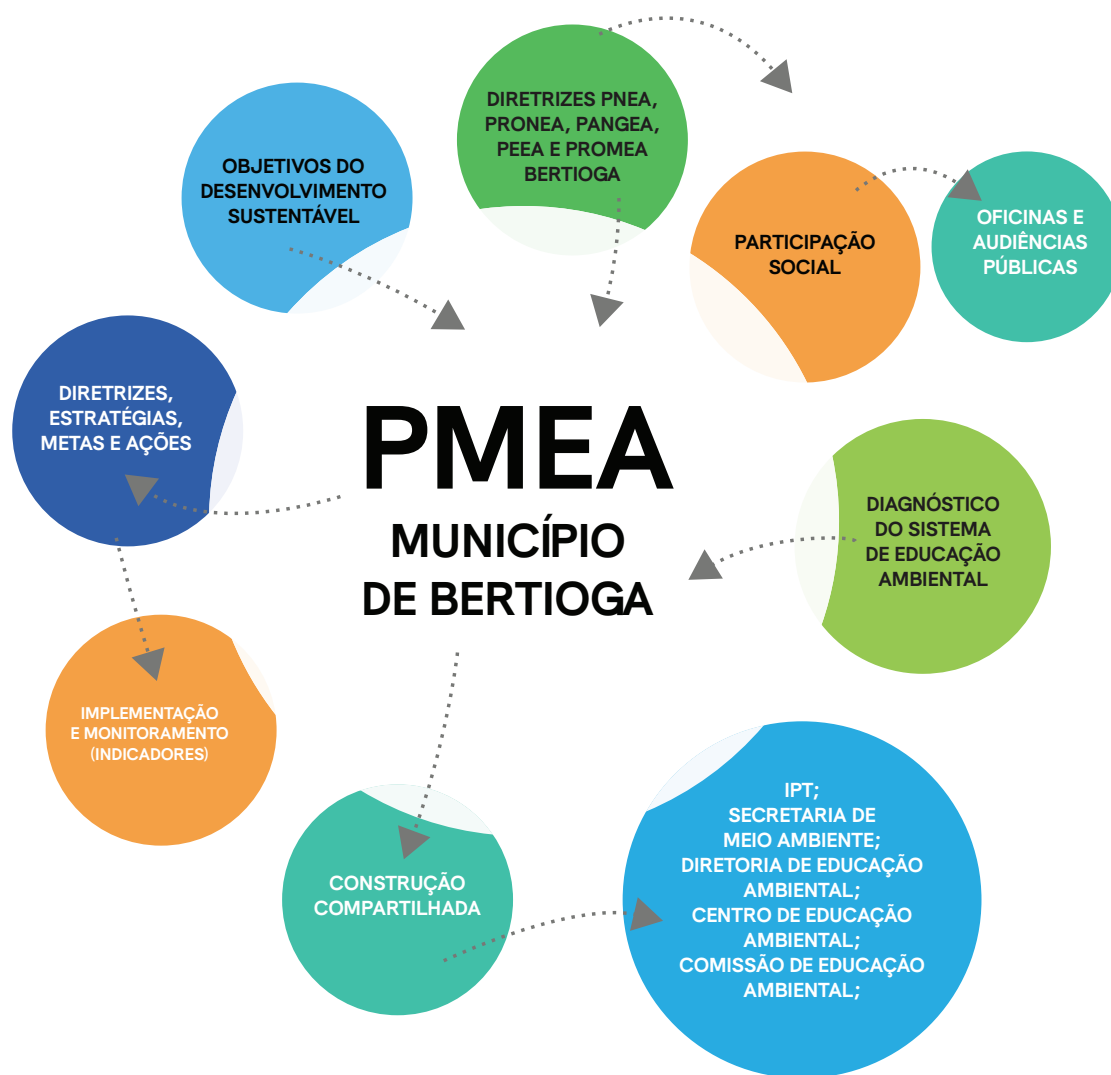 DIRETRIZES PNEA,
PRONEA, PANGEA,
PEEA E PROMEA
BERTIOGA
OBJETIVOS DO
DESENVOLVIMENTO
SUSTENTÁVEL
PARTICIPAÇÃO
SOCIAL
OFICINAS E
AUDIÊNCIAS
PÚBLICAS
DIRETRIZES,
ESTRATÉGIAS,
METAS E AÇÕES
PMEA
MUNICÍPIO
DE BERTIOGA
DIAGNÓSTICO
DO SISTEMA
DE EDUCAÇÃO
AMBIENTAL
IMPLEMENTAÇÃO
E MONITORAMENTO
(INDICADORES)
CONSTRUÇÃO
COMPARTILHADA
IPT;
SECRETARIA DE
MEIO AMBIENTE;
DIRETORIA DE EDUCAÇÃO
AMBIENTAL;
CENTRO DE EDUCAÇÃO
AMBIENTAL;
COMISSÃO DE EDUCAÇÃO
AMBIENTAL;